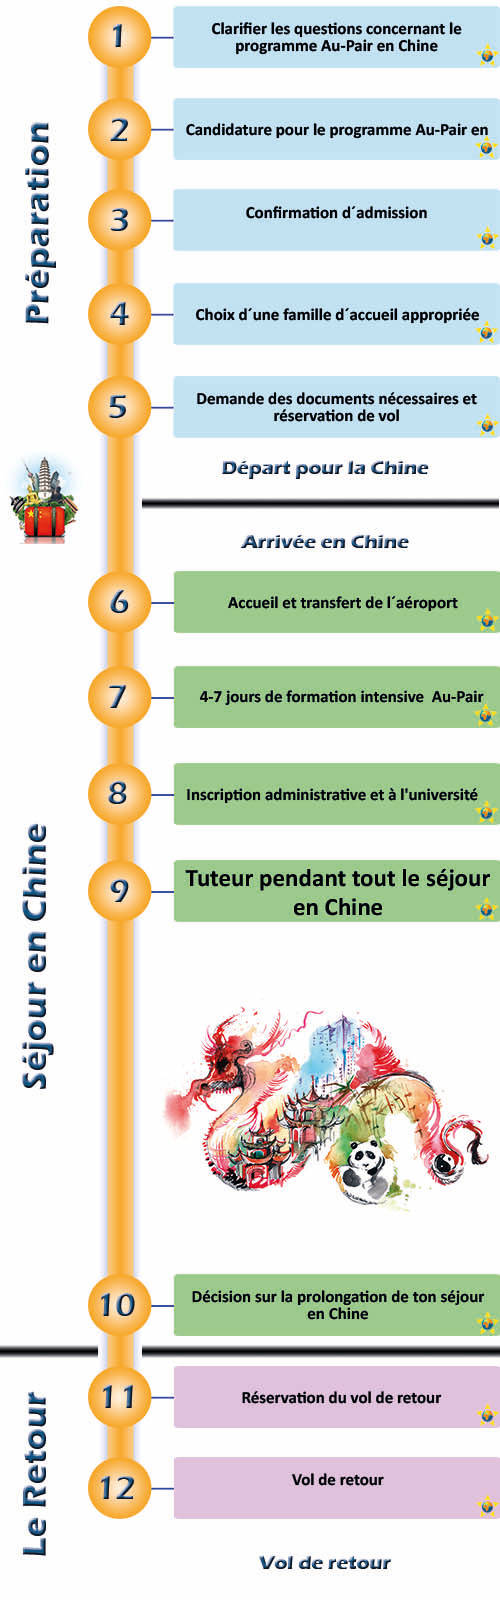 Préparation
1
Clarifier les questions concernant le
programme Au-Pair en Chine
2
Candidature pour le programme Au-Pair en
3
Confirmation d´admission
4
Choix d´une famille d´accueil appropriée
5
Demande des documents nécessaires et
réservation de vol
Départ pour la Chine
Arrivée en Chine
Séjour en Chine
6
Accueil et transfert de l´aéroport
7
4-7 jours de formation intensive  Au-Pair
8
Inscription administrative et à l'université
9
Tuteur pendant tout le séjour
en Chine
10
Décision sur la prolongation de ton séjour
en Chine
Le Retour
11
Réservation du vol de retour
12
Vol de retour
Vol de retour